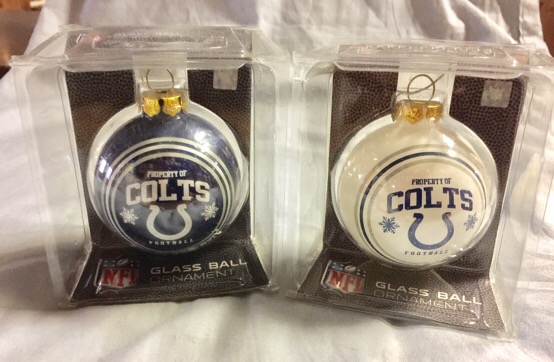 PROPERTY OF
COLTS
FOOTBALL
NFL
GLASS BALL
ORNAMENT
PROPERTY OF
COLTS
FOOTBALL
NFL
GLASS BALL
ORNAMENT